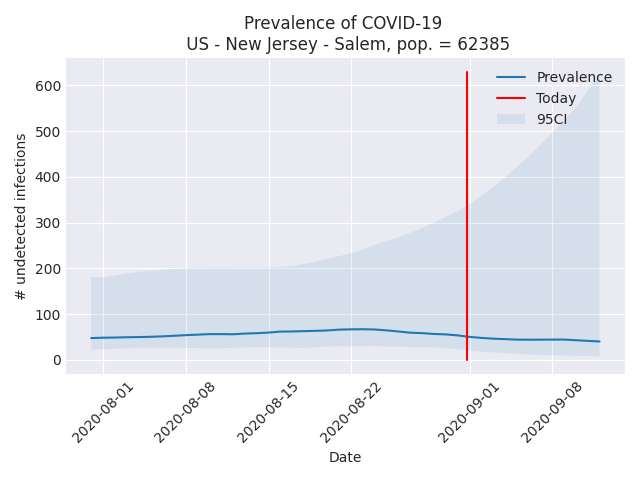 Prevalence of COVID-19
US - New Jersey - Salem, pop. = 62385
Prevalence
Today
95CI
# undetected infections
600
500
400
300
200
100
0
2020-08-01
2020-08-08
2020-08-15
2020-08-22
2020-09-01
2020-09-08
Date